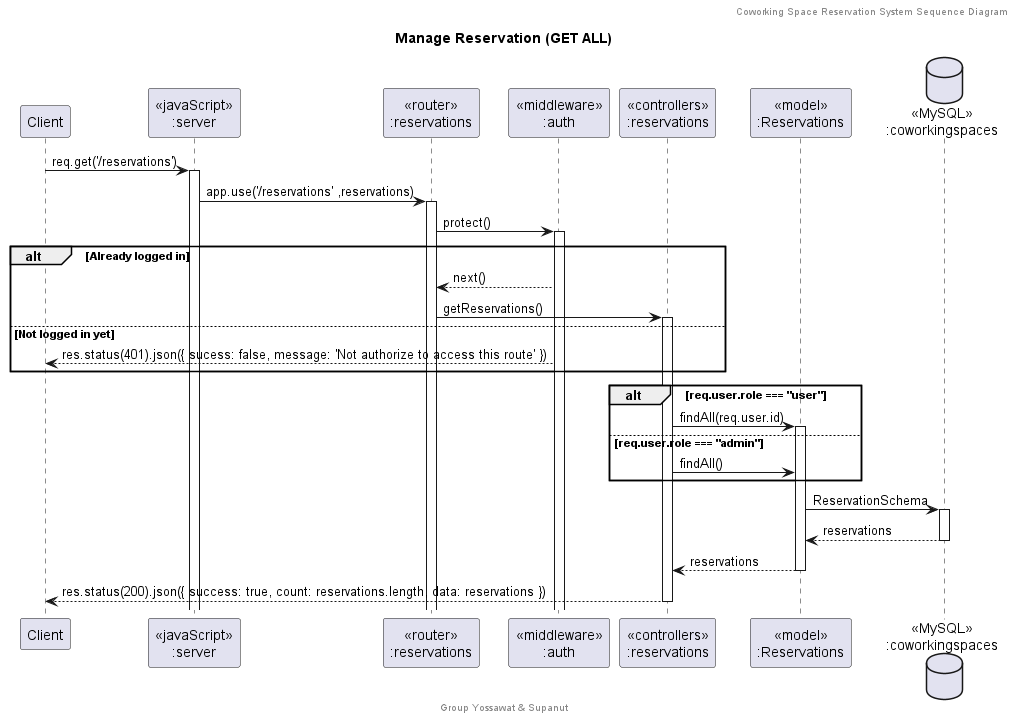 Coworking Space Reservation System Sequence Diagram
Manage Reservation (GET ALL)
Client
«javaScript»
:server
«router»
:reservations
«middleware»
:auth
«controllers»
:reservations
«model»
:Reservations
«MySQL»
:coworkingspaces
req.get('/reservations')
app.use('/reservations' ,reservations)
protect()
alt [Already logged in]
next()
getReservations()
[Not logged in yet]
res.status(401).json({ sucess: false, message: 'Not authorize to access this route' })
alt [req.user.role === "user"]
findAll(req.user.id)
[req.user.role === "admin"]
findAll()
ReservationSchema
reservations
reservations
res.status(200).json({ success: true, count: reservations.length, data: reservations })
Client
«javaScript»
:server
«router»
:reservations
«middleware»
:auth
«controllers»
:reservations
«model»
:Reservations
«MySQL»
:coworkingspaces
Group Yossawat & Supanut